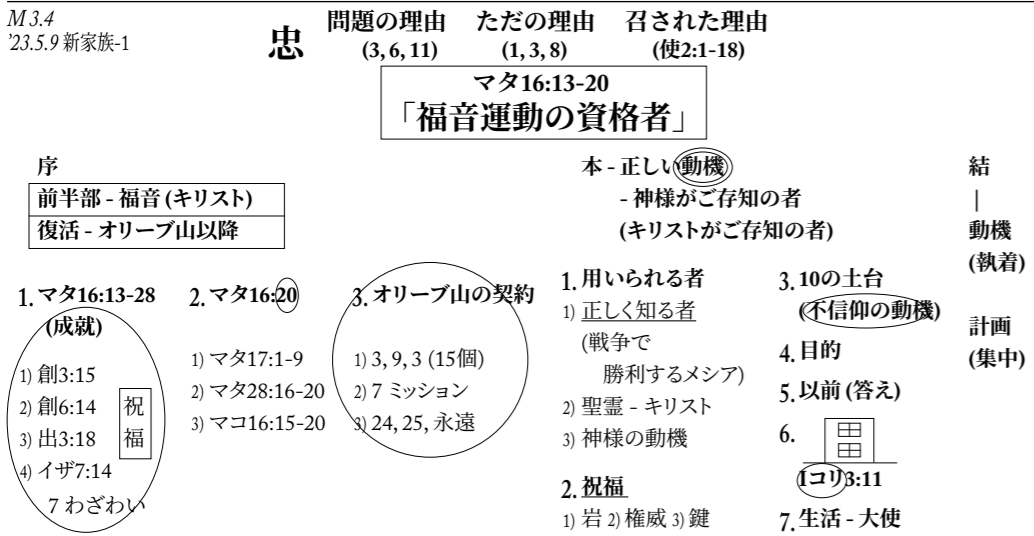 M 3.4
'23.5.9 新家族-1
忠
問題の理由 ただの理由 召された理由
(3, 6, 11) (1, 3, 8) (使2:1-18)
マタ16:13-20
「福音運動の資格者」
序
前半部 - 福音 (キリスト)
復活 - オリーブ山以降
1. マタ16:13-28
(成就)
1) 創3:15
2) 創6:14
3) 出3:18
4) イザ7:14
祝福
7 わざわい
2. マタ16:20
1) マタ17:1-9
2) マタ28:16-20
3) マコ16:15-20
3. オリーブ山の契約
1) 3, 9, 3 (15個)
2) 7 ミッション
3) 24, 25, 永遠
本 - 正しい動機
- 神様がご存知の者
(キリストがご存知の者)
1. 用いられる者
1) 正しく知る者
(戦争で
勝利するメシア)
2) 聖霊 - キリスト
3) 神様の動機
2. 祝福
1) 岩 2) 権威 3) 鍵
3. 10の土台
(不信仰の動機)
4. 目的
5. 以前 (答え)
6.
Iコリ3:11
7. 生活 - 大使
結
|
動機
(執着)
計画
(集中)